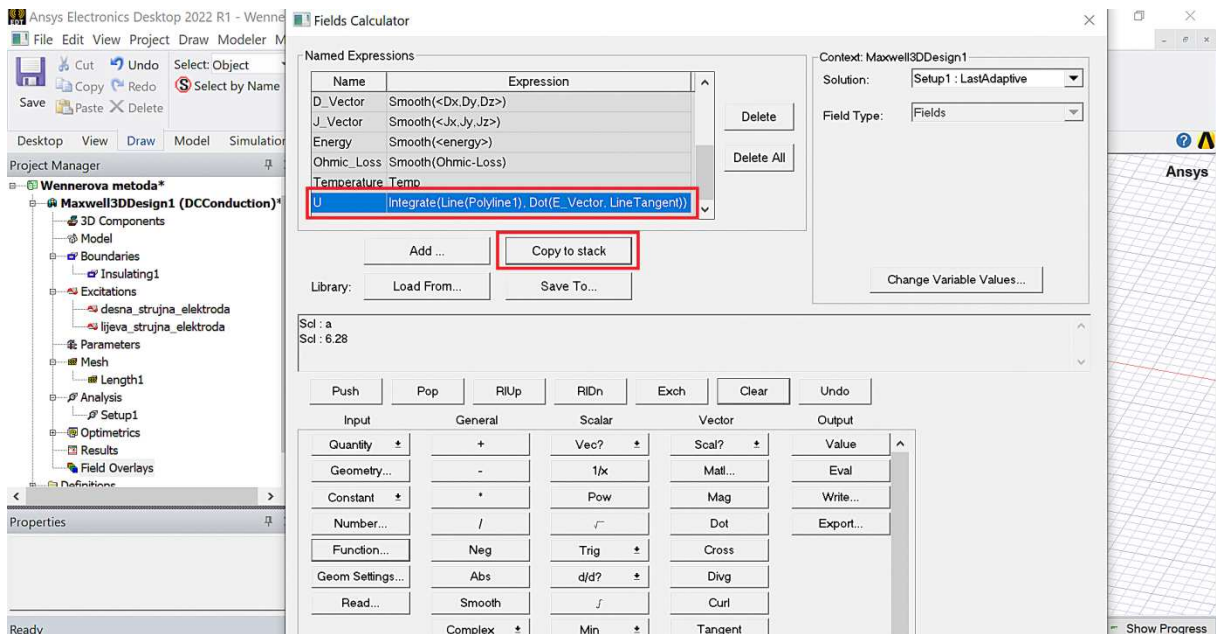 Ansys Electronics Desktop 2022 R1 - Wenne
File Edit View Project Draw Modeler M
Save
Cut Undo Select: Object
Copy Redo Select by Name
Paste Delete
Desktop View Draw Model Simulation
Project Manager
Wennerova metoda*
Maxwell3DDesign1 (DCConduction)*
3D Components
Model
Boundaries
Insulating1
Excitations
desna_strujna_elektroda
lijeva_strujna_elektroda
Parameters
Mesh
Length1
Analysis
Setup1
Optimetrics
Results
Field Overlays
Definitions
Properties
Ready
Fields Calculator
Named Expressions
Name Expression
D_Vector Smooth(<Dx,Dy,Dz>)
J_Vector Smooth(<Jx,Jy,Jz>)
Energy Smooth(<energy>)
Ohmic_Loss Smooth(Ohmic-Loss)
Temperature Temp
U Integrate(Line(Polyline1), Dot(E_Vector, LineTangent))
Delete
Delete All
Add ... Copy to stack
Library: Load From... Save To...
Context: Maxwell3DDesign1
Solution: Setup1 : LastAdaptive
Field Type: Fields
Change Variable Values...
Scl : a
Scl : 6.28
Push Pop RlUp RlDn Exch Clear Undo
Input General Scalar Vector Output
Quantity + Vec? Scal? Value
Geometry... - 1/x Matl... Eval
Constant * Pow Mag Write...
Number... / √ Dot Export...
Function... Neg Trig Cross
Geom Settings... Abs d/d? Divg
Read... Smooth ∫ Curl
Complex Min Tangent
Ansys
Show Progress